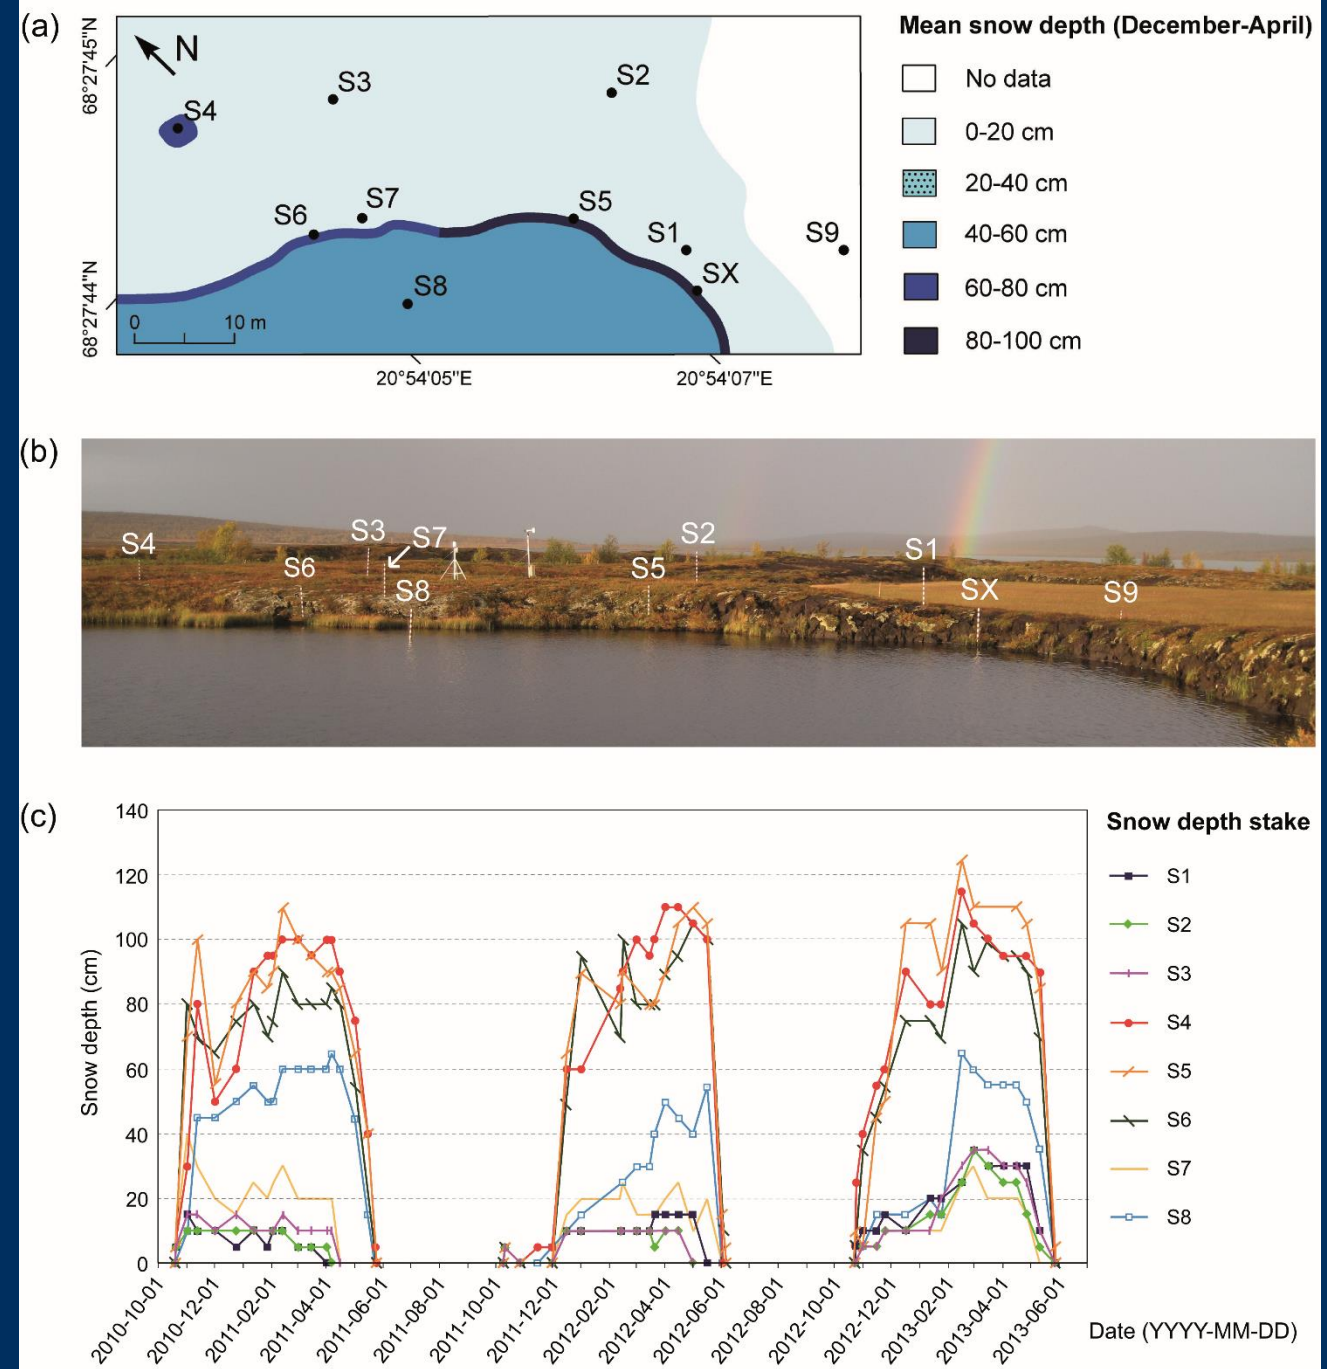 (a)
N
S3
S2
S4
S7
S6
S5
S1
S9
SX
S8
0 10 m
68°27'45"N
68°27'44"N
20°54'05"E
20°54'07"E
Mean snow depth (December-April)
No data
0-20 cm
20-40 cm
40-60 cm
60-80 cm
80-100 cm
(b)
S4
S3
S7
S2
S1
S6
S8
S5
SX
S9
(c)
Snow depth (cm)
140
120
100
80
60
40
20
0
2010-10-01
2010-12-01
2011-02-01
2011-04-01
2011-06-01
2011-08-01
2011-10-01
2011-12-01
2012-02-01
2012-04-01
2012-06-01
2012-08-01
2012-10-01
2012-12-01
2013-02-01
2013-04-01
2013-06-01
Date (YYYY-MM-DD)
Snow depth stake
S1
S2
S3
S4
S5
S6
S7
S8